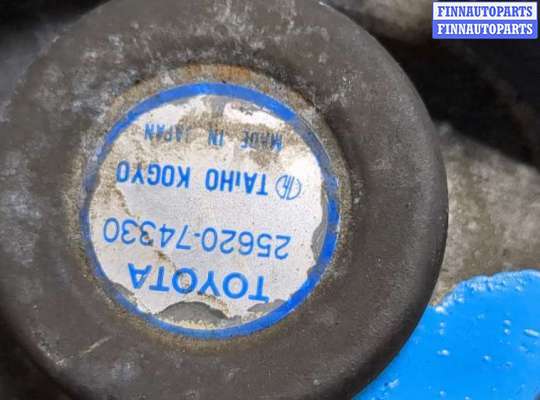 FINNAUTOPARTS
FINNAUTOPARTS
TOYOTA
25620-74330
TAiHO KOGYO
MADE IN JAPAN